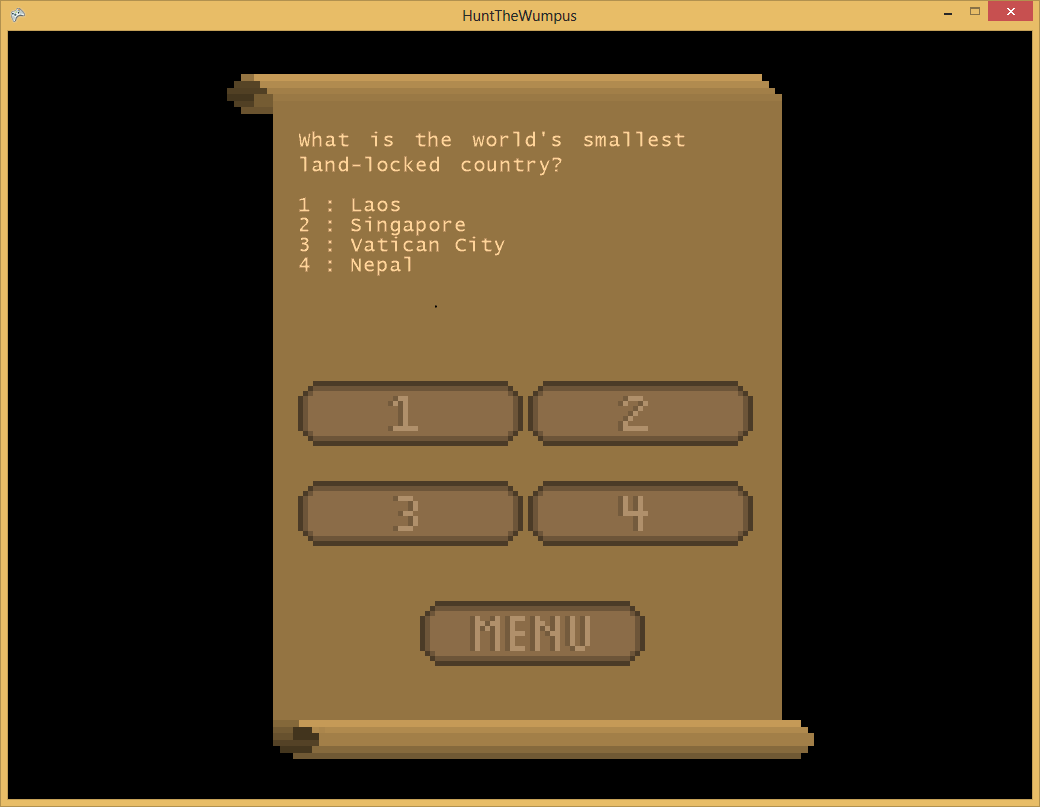 HuntTheWumpus
What is the world's smallest
land-locked country?
1 : Laos
2 : Singapore
3 : Vatican City
4 : Nepal
1
2
3
4
MENU